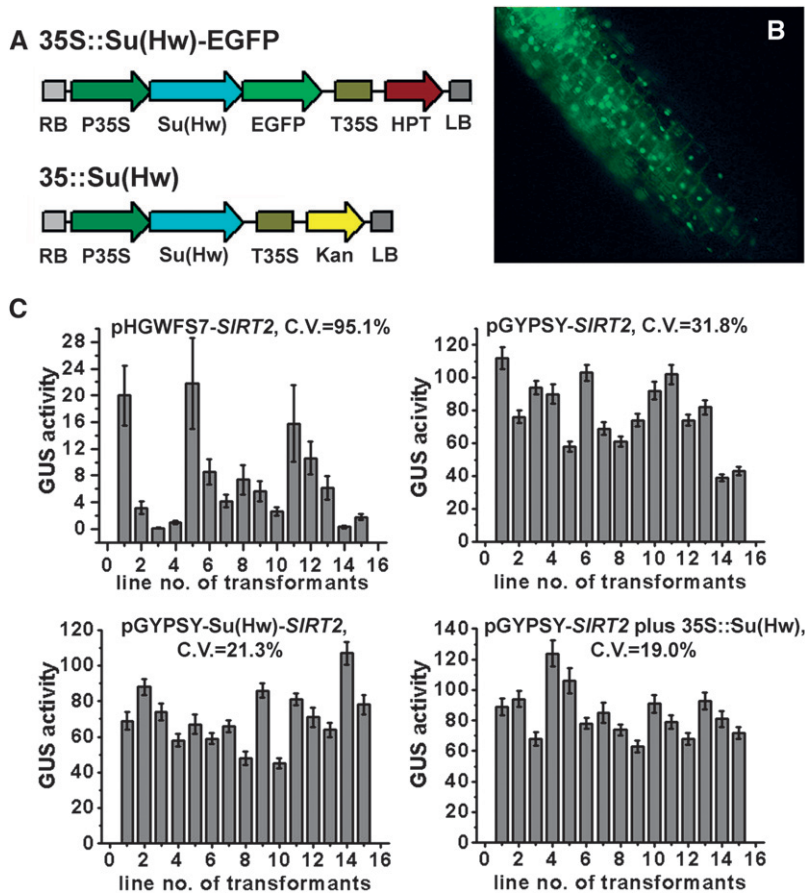 A 35S::Su(Hw)-EGFP
RB P35S Su(Hw) EGFP T35S HPT LB
35::Su(Hw)
RB P35S Su(Hw) T35S Kan LB
B
C
pHGWFS7-SIRT2, C.V.=95.1%
GUS activity
28
24
20
16
12
8
4
0
0 2 4 6 8 10 12 14 16
line no. of transformants
pGYPSY-SIRT2, C.V.=31.8%
GUS acivity
120
100
80
60
40
20
0
0 2 4 6 8 10 12 14 16
line no. of transformants
pGYPSY-Su(Hw)-SIRT2,
C.V.=21.3%
GUS activity
120
100
80
60
40
20
0
0 2 4 6 8 10 12 14 16
line no. of transformants
pGYPSY-SIRT2 plus 35S::Su(Hw),
C.V.=19.0%
GUS activity
140
120
100
80
60
40
20
0
0 2 4 6 8 10 12 14 16
line no. of transformants